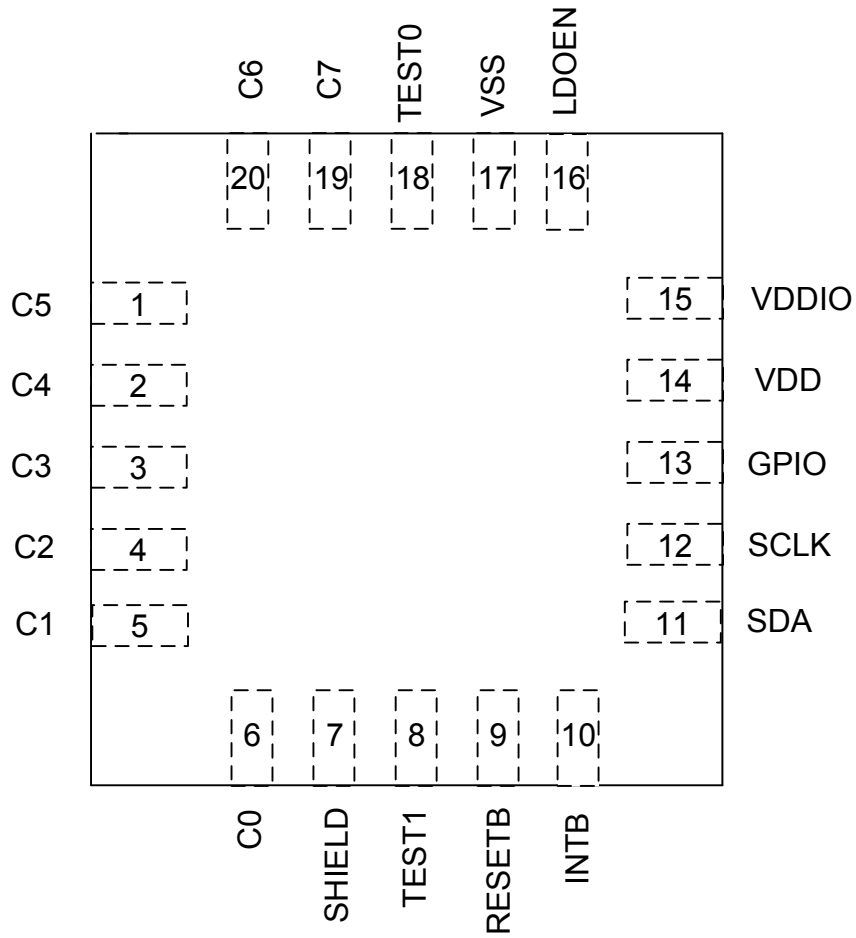 C6 C7 TEST0 VSS LDOEN
20 19 18 17 16
C5 1 15 VDDIO
C4 2 14 VDD
C3 3 13 GPIO
C2 4 12 SCLK
C1 5 11 SDA
6 7 8 9 10
C0 SHIELD TEST1 RESETB INTB